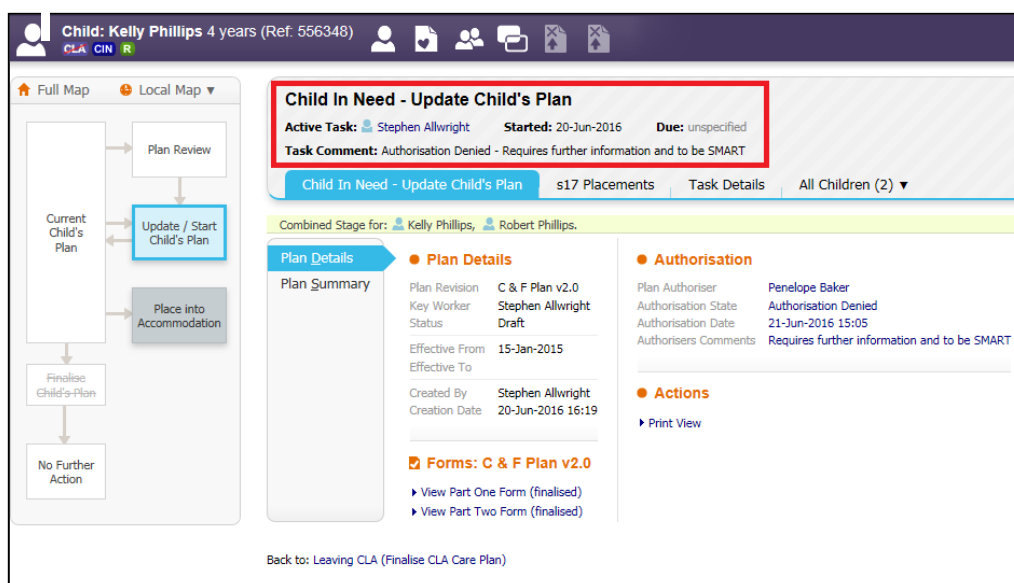 Child: Kelly Phillips 4 years (Ref: 556348)
CLA CIN R
Full Map Local Map ▼
Plan Review
Current Child's Plan
Update / Start Child's Plan
Place into Accommodation
Finalise Child's Plan
No Further Action
Child In Need - Update Child's Plan
Active Task: Stephen Allwright Started: 20-Jun-2016 Due: unspecified
Task Comment: Authorisation Denied - Requires further information and to be SMART
Child In Need - Update Child's Plan s17 Placements Task Details All Children (2) ▼
Combined Stage for: Kelly Phillips, Robert Phillips.
Plan Details
Plan Summary
Plan Details
Plan Revision C & F Plan v2.0
Key Worker Stephen Allwright
Status Draft
Effective From 15-Jan-2015
Effective To
Created By Stephen Allwright
Creation Date 20-Jun-2016 16:19
Forms: C & F Plan v2.0
View Part One Form (finalised)
View Part Two Form (finalised)
Authorisation
Plan Authoriser Penelope Baker
Authorisation State Authorisation Denied
Authorisation Date 21-Jun-2016 15:05
Authorisers Comments Requires further information and to be SMART
Actions
Print View
Back to: Leaving CLA (Finalise CLA Care Plan)